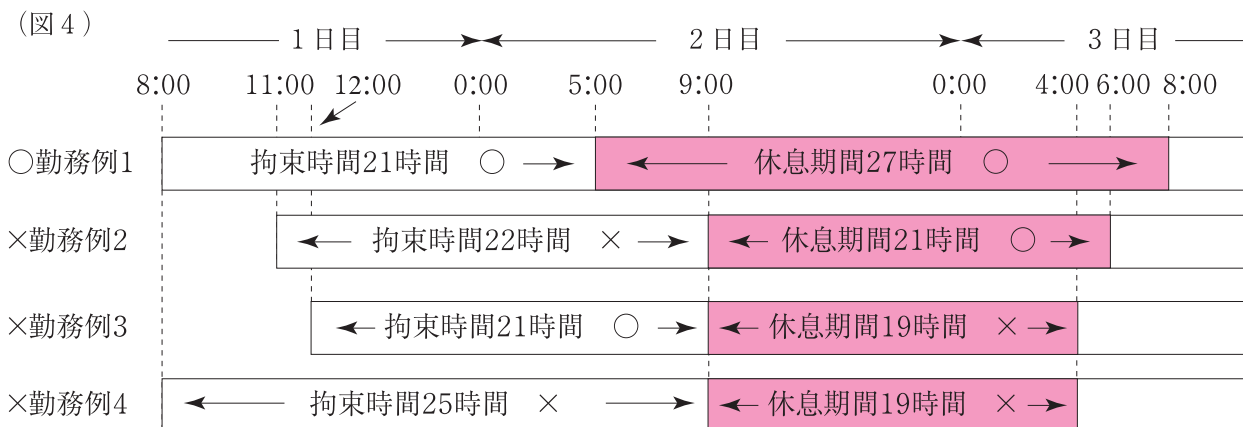 (図4)
1日目 2日目 3日目
8:00 11:00 12:00 0:00 5:00 9:00 0:00 4:00 6:00 8:00
○勤務例1 拘束時間21時間 ○ 休息期間27時間 ○
×勤務例2 拘束時間22時間 × 休息期間21時間 ○
×勤務例3 拘束時間21時間 ○ 休息期間19時間 ×
×勤務例4 拘束時間25時間 × 休息期間19時間 ×